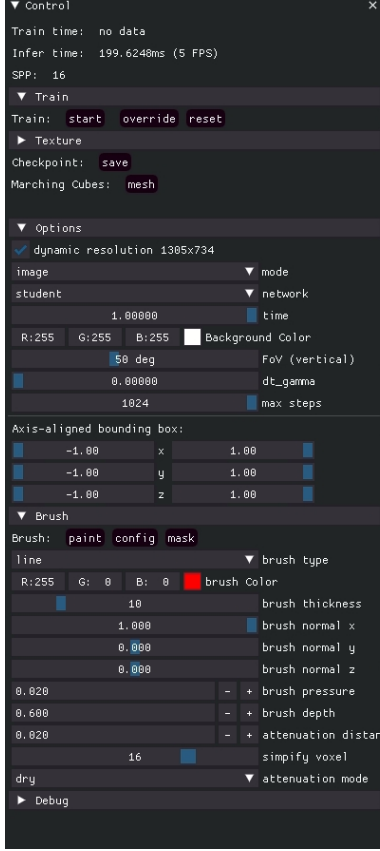 Control
Train time: no data
Infer time: 199.6248ms (5 FPS)
SPP: 16
Train
Train: start override reset
Texture
Checkpoint: save
Marching Cubes: mesh
Options
dynamic resolution 1305x734
image mode
student network
1.00000 time
R:255 G:255 B:255 Background Color
50 deg FoV (vertical)
0.00000 dt_gamma
1024 max steps
Axis-aligned bounding box:
-1.00 x 1.00
-1.00 y 1.00
-1.00 z 1.00
Brush
Brush: paint config mask
line brush type
R:255 G: 0 B: 0 brush Color
10 brush thickness
1.000 brush normal x
0.000 brush normal y
0.000 brush normal z
0.020 - + brush pressure
0.600 - + brush depth
0.020 - + attenuation distar
16 simpify voxel
dry attenuation mode
Debug